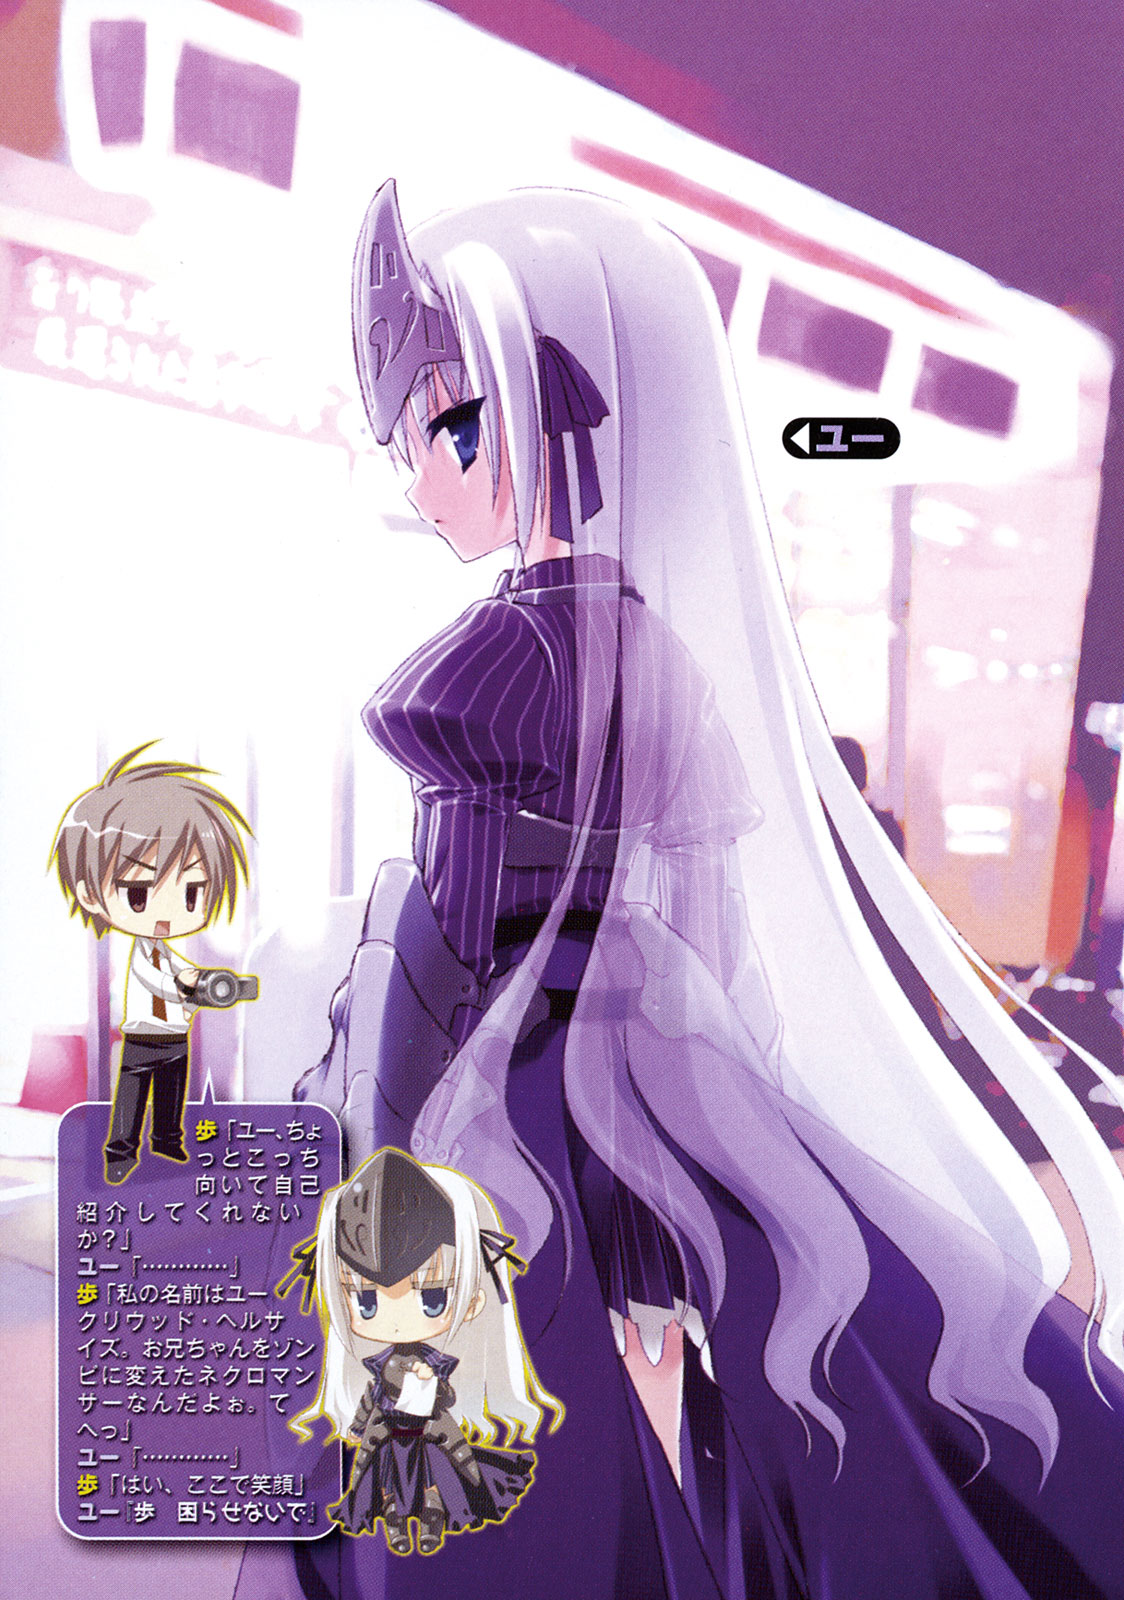 ユー
歩「ユー、ちょ
っとこっち
向いて自己
紹介してくれない
か？」
ユー「…………」
歩「私の名前はユー
クリウッド・ヘルサ
イズ。お兄ちゃんをゾン
ビに変えたネクロマン
サーなんだよぉ。て
へっ」
ユー「…………」
歩「はい、ここで笑顔」
ユー『歩　困らせないで』